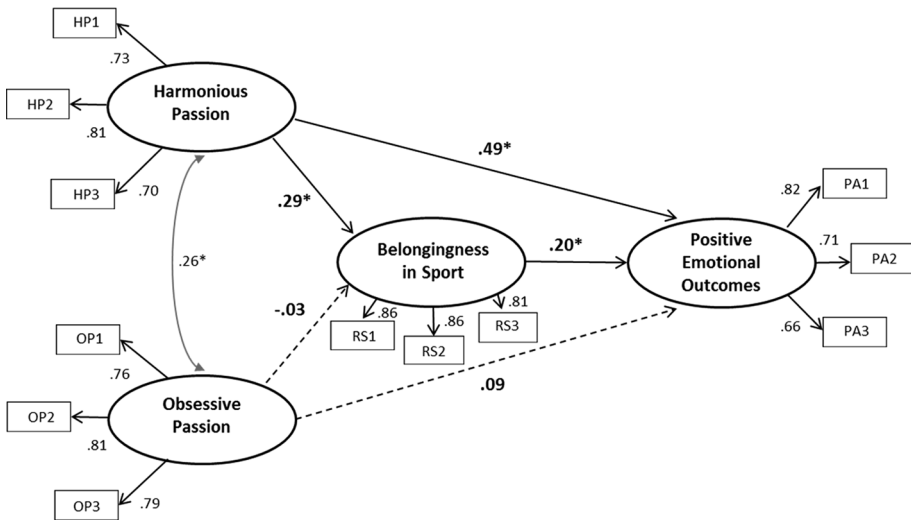 HP1
.73
Harmonious
Passion
HP2
.81
HP3
.70
.49*
.29*
.26*
Belongingness
in Sport
.20*
Positive
Emotional
Outcomes
.82
PA1
.71
PA2
.66
PA3
-.03
.86
RS1
.86
RS2
.81
RS3
.09
OP1
.76
Obsessive
Passion
OP2
.81
OP3
.79